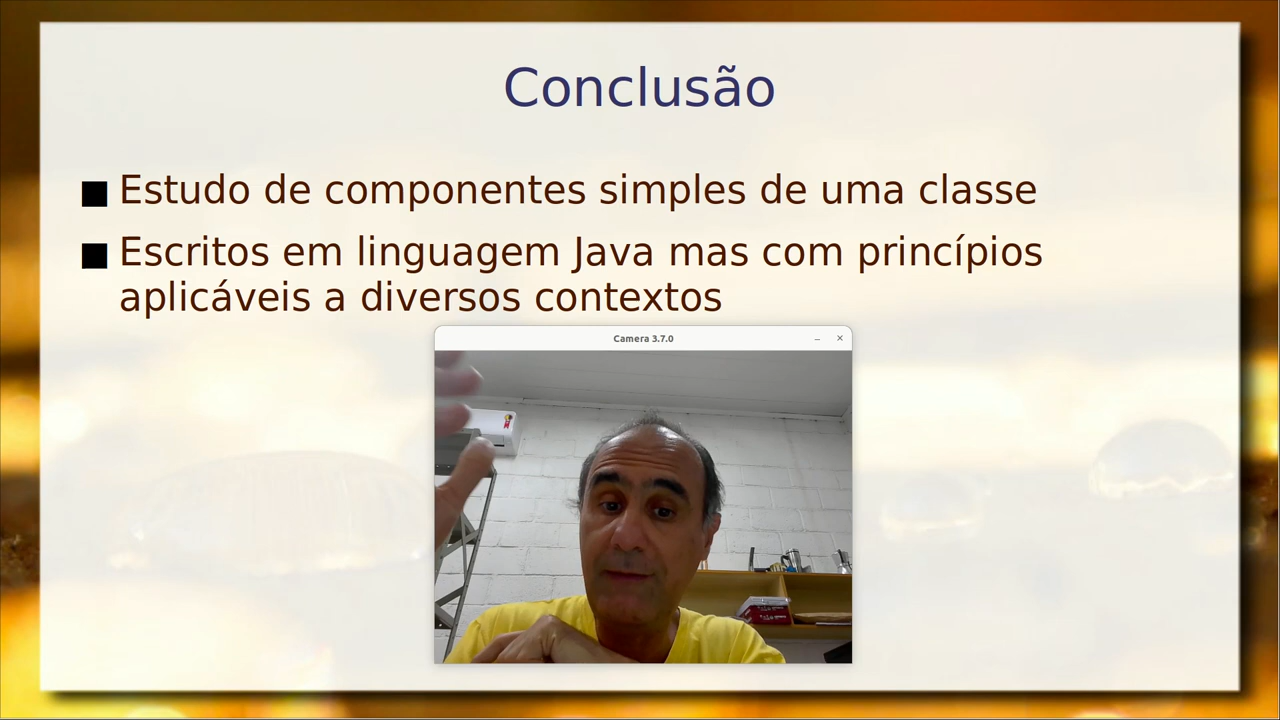 Conclusão
Estudo de componentes simples de uma classe
Escritos em linguagem Java mas com princípios
aplicáveis a diversos contextos
Camera 3.7.0